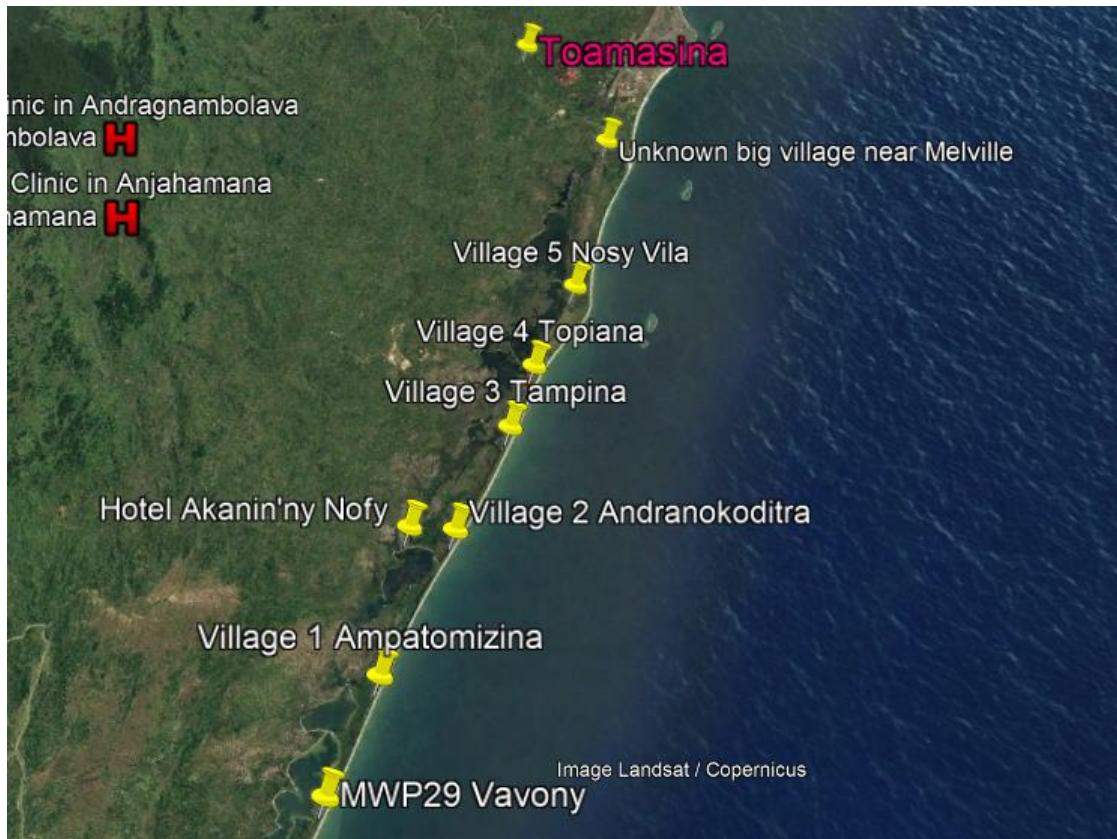 Toamasina
inic in Andragnambolava
nbolava H
Unknown big village near Melville
Clinic in Anjahamana
namana H
Village 5 Nosy Vila
Village 4 Topiana
Village 3 Tampina
Hotel Akanin'ny Nofy
Village 2 Andranokoditra
Village 1 Ampatomizina
Image Landsat / Copernicus
MWP29 Vavony